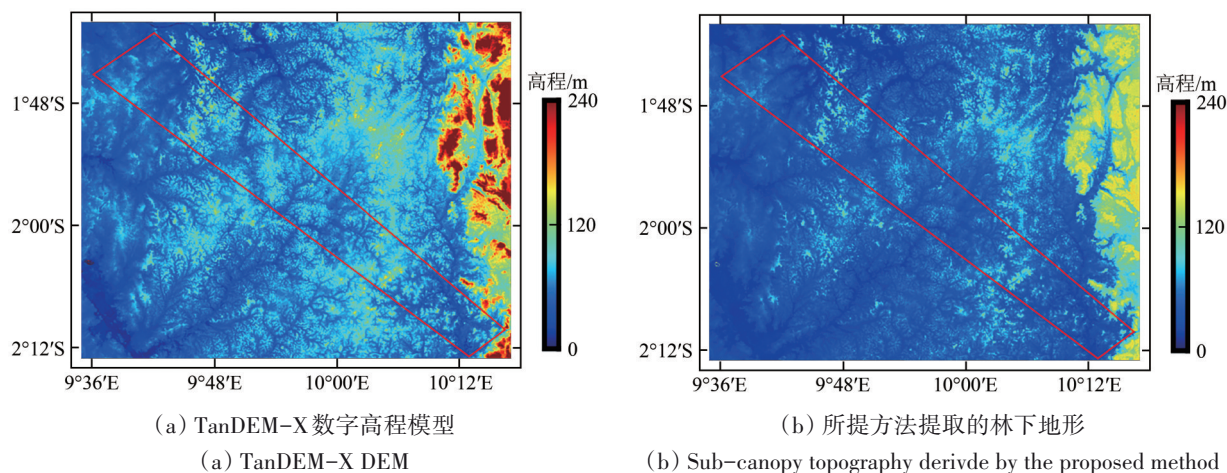 高程/m
240
120
0
1°48′S
2°00′S
2°12′S
9°36′E
9°48′E
10°00′E
10°12′E
(a) TanDEM-X数字高程模型
(a) TanDEM-X DEM
高程/m
240
120
0
1°48′S
2°00′S
2°12′S
9°36′E
9°48′E
10°00′E
10°12′E
(b) 所提方法提取的林下地形
(b) Sub-canopy topography derivde by the proposed method